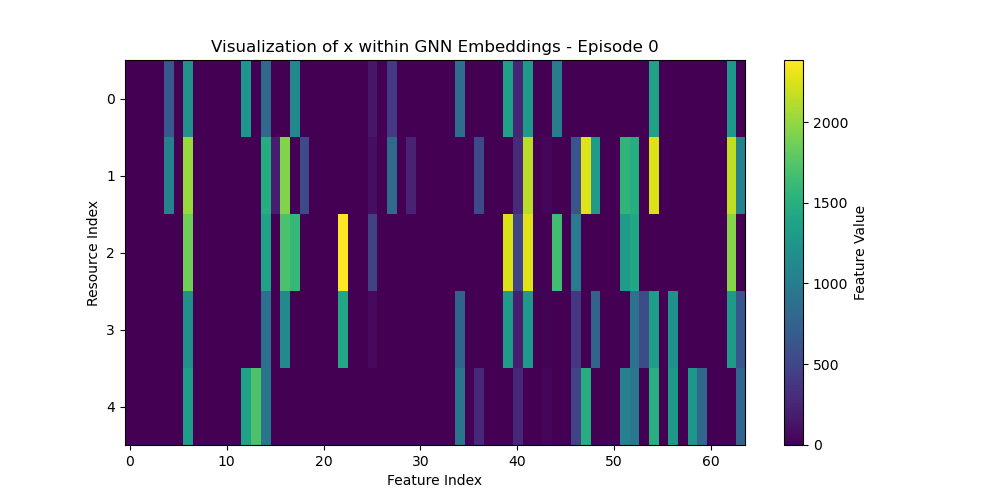 Visualization of x within GNN Embeddings - Episode 0
Resource Index
0
1
2
3
4
0 10 20 30 40 50 60
Feature Index
2000
1500
1000
500
0
Feature Value